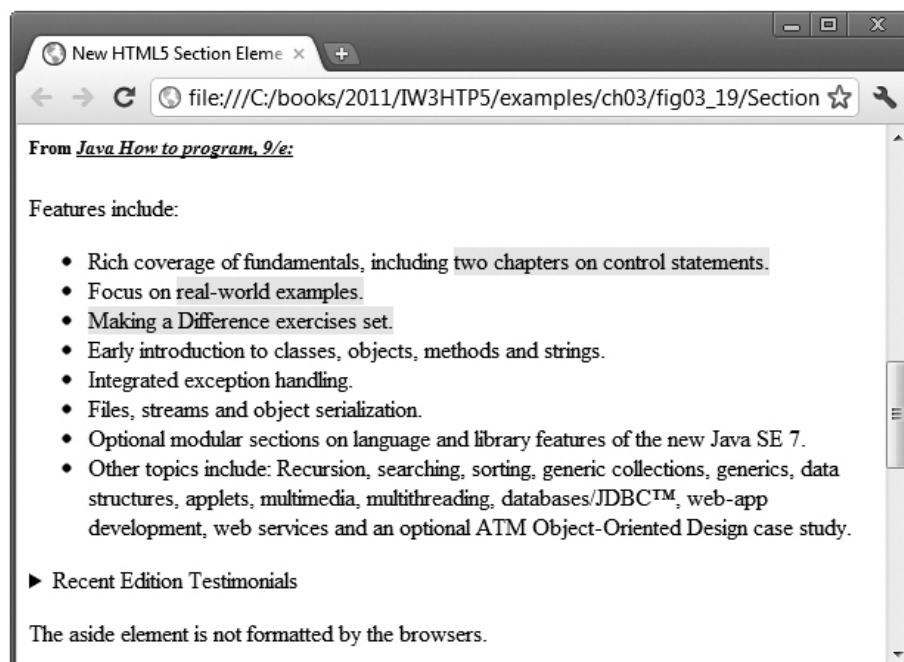 New HTML5 Section Eleme
file:///C:/books/2011/IW3HTP5/examples/ch03/fig03_19/Section
From Java How to program, 9/e:
Features include:
• Rich coverage of fundamentals, including two chapters on control statements.
• Focus on real-world examples.
• Making a Difference exercises set.
• Early introduction to classes, objects, methods and strings.
• Integrated exception handling.
• Files, streams and object serialization.
• Optional modular sections on language and library features of the new Java SE 7.
• Other topics include: Recursion, searching, sorting, generic collections, generics, data
structures, applets, multimedia, multithreading, databases/JDBC™, web-app
development, web services and an optional ATM Object-Oriented Design case study.
▶ Recent Edition Testimonials
The aside element is not formatted by the browsers.